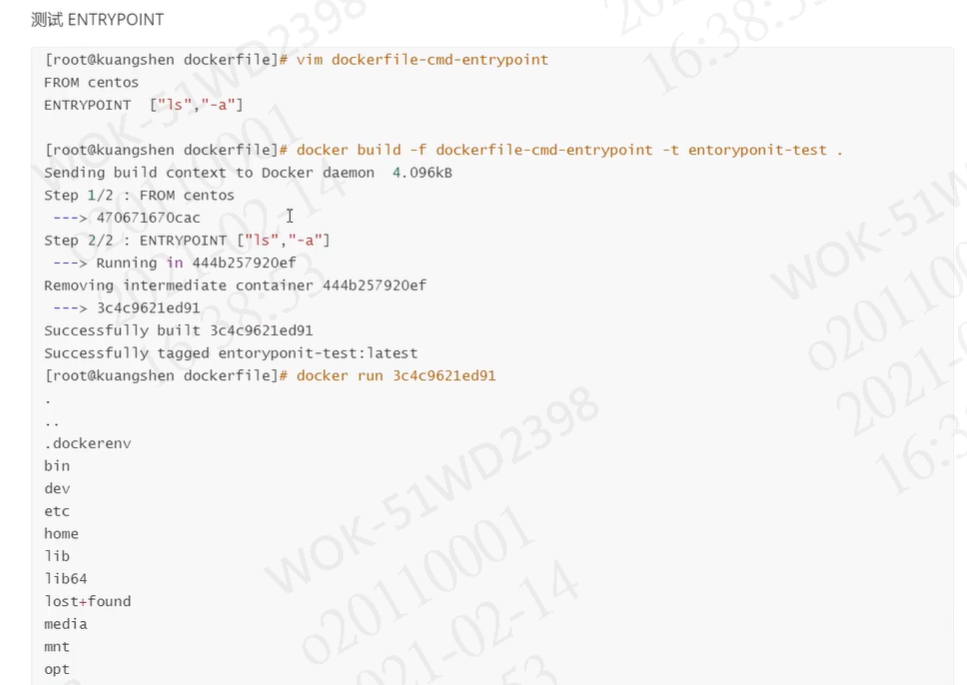 测试 ENTRYPOINT
[root@kuangshen dockerfile]# vim dockerfile-cmd-entrypoint
FROM centos
ENTRYPOINT  ["ls","-a"]
[root@kuangshen dockerfile]# docker build -f dockerfile-cmd-entrypoint -t entoryponit-test .
Sending build context to Docker daemon  4.096kB
Step 1/2 : FROM centos
 ---> 470671670cac
Step 2/2 : ENTRYPOINT ["ls","-a"]
 ---> Running in 444b257920ef
Removing intermediate container 444b257920ef
 ---> 3c4c9621ed91
Successfully built 3c4c9621ed91
Successfully tagged entoryponit-test:latest
[root@kuangshen dockerfile]# docker run 3c4c9621ed91
.
..
.dockerenv
bin
dev
etc
home
lib
lib64
lost+found
media
mnt
opt
WOK-51WD2398
o20110001
2021-02-14
16:38:53
WOK-51WD2398
o20110001